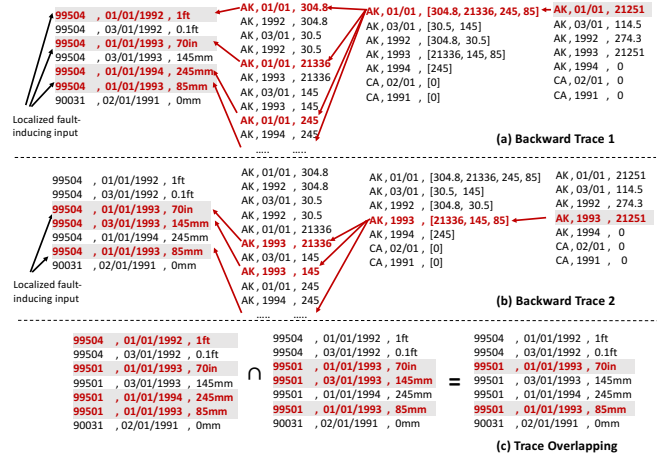 99504 , 01/01/1992 , 1ft
99504 , 03/01/1992 , 0.1ft
99504 , 01/01/1993 , 70in
99504 , 03/01/1993 , 145mm
99504 , 01/01/1994 , 245mm
99504 , 01/01/1993 , 85mm
90031 , 02/01/1991 , 0mm
Localized fault-
inducing input
AK, 01/01 , 304.8
AK, 1992 , 304.8
AK, 03/01 , 30.5
AK, 1992 , 30.5
AK, 01/01 , 21336
AK, 1993 , 21336
AK, 03/01 , 145
AK, 1993 , 145
AK, 01/01 , 245
AK, 1994 , 245
..... .....
AK, 01/01 , [304.8, 21336, 245, 85]
AK, 03/01 , [30.5, 145]
AK, 1992 , [304.8, 30.5]
AK, 1993 , [21336, 145, 85]
AK, 1994 , [245]
CA, 02/01 , [0]
CA, 1991 , [0]
AK, 01/01 , 21251
AK, 03/01 , 114.5
AK, 1992 , 274.3
AK, 1993 , 21251
AK, 1994 , 0
CA, 02/01 , 0
CA, 1991 , 0
(a) Backward Trace 1
99504 , 01/01/1992 , 1ft
99504 , 03/01/1992 , 0.1ft
99504 , 01/01/1993 , 70in
99504 , 03/01/1993 , 145mm
99504 , 01/01/1994 , 245mm
99504 , 01/01/1993 , 85mm
90031 , 02/01/1991 , 0mm
Localized fault-
inducing input
AK, 01/01 , 304.8
AK, 1992 , 304.8
AK, 03/01 , 30.5
AK, 1992 , 30.5
AK, 01/01 , 21336
AK, 1993 , 21336
AK, 03/01 , 145
AK, 1993 , 145
AK, 01/01 , 245
AK, 1994 , 245
..... .....
AK, 01/01 , [304.8, 21336, 245, 85]
AK, 03/01 , [30.5, 145]
AK, 1992 , [304.8, 30.5]
AK, 1993 , [21336, 145, 85]
AK, 1994 , [245]
CA, 02/01 , [0]
CA, 1991 , [0]
AK, 01/01 , 21251
AK, 03/01 , 114.5
AK, 1992 , 274.3
AK, 1993 , 21251
AK, 1994 , 0
CA, 02/01 , 0
CA, 1991 , 0
(b) Backward Trace 2
99504 , 01/01/1992 , 1ft
99504 , 03/01/1992 , 0.1ft
99501 , 01/01/1993 , 70in
99501 , 03/01/1993 , 145mm
99501 , 01/01/1994 , 245mm
99501 , 01/01/1993 , 85mm
90031 , 02/01/1991 , 0mm
∩
99504 , 01/01/1992 , 1ft
99504 , 03/01/1992 , 0.1ft
99501 , 01/01/1993 , 70in
99501 , 03/01/1993 , 145mm
99501 , 01/01/1994 , 245mm
99501 , 01/01/1993 , 85mm
90031 , 02/01/1991 , 0mm
=
99504 , 01/01/1992 , 1ft
99504 , 03/01/1992 , 0.1ft
99501 , 01/01/1993 , 70in
99501 , 03/01/1993 , 145mm
99501 , 01/01/1994 , 245mm
99501 , 01/01/1993 , 85mm
90031 , 02/01/1991 , 0mm
(c) Trace Overlapping